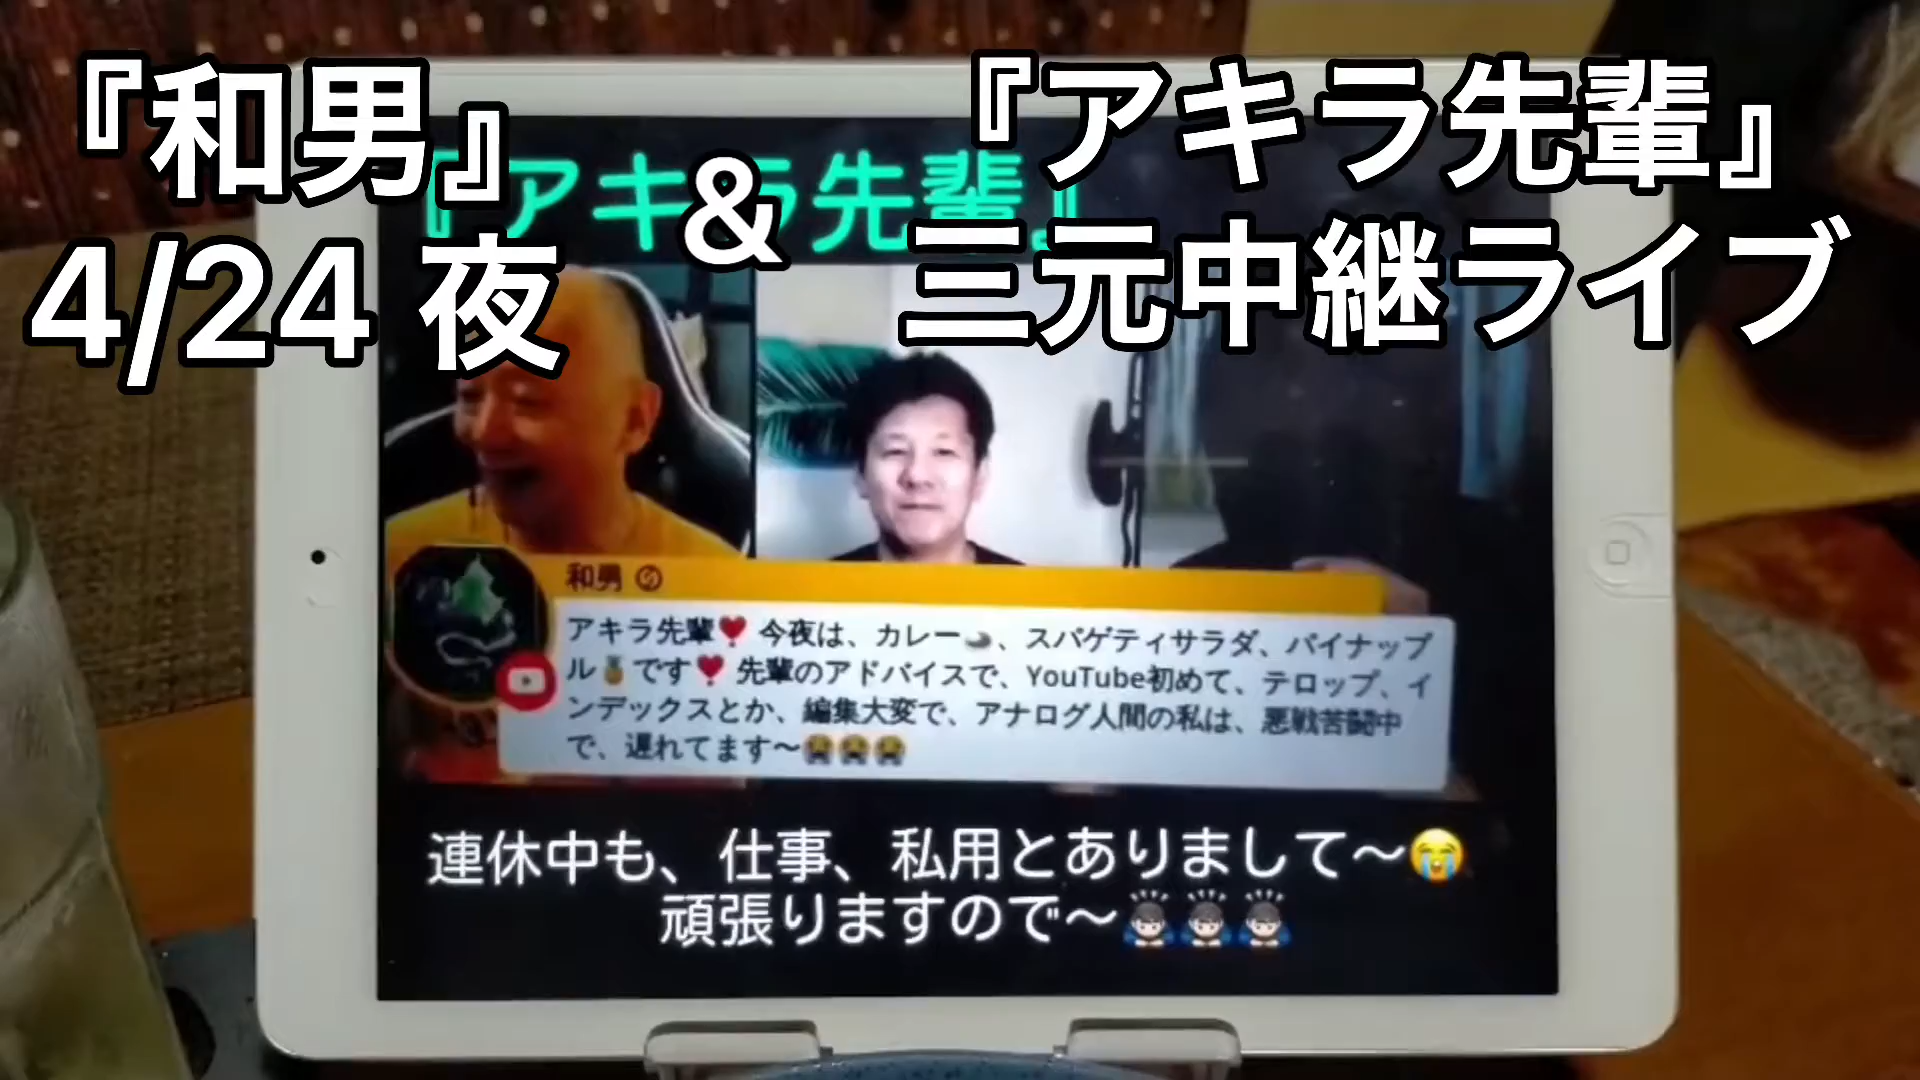 『和男』
4/24 夜
&
『アキラ先輩』
三元中継ライブ
『アキラ先輩』
和男
アキラ先輩❣️ 今夜は、カレー🍛、スパゲティサラダ、パイナップ
ル🍍です❣️ 先輩のアドバイスで、YouTube初めて、テロップ、イ
ンデックスとか、編集大変で、アナログ人間の私は、悪戦苦闘中
で、遅れてます〜😭😭😭
連休中も、仕事、私用とありまして〜😭
頑張りますので〜🙇🙇🙇